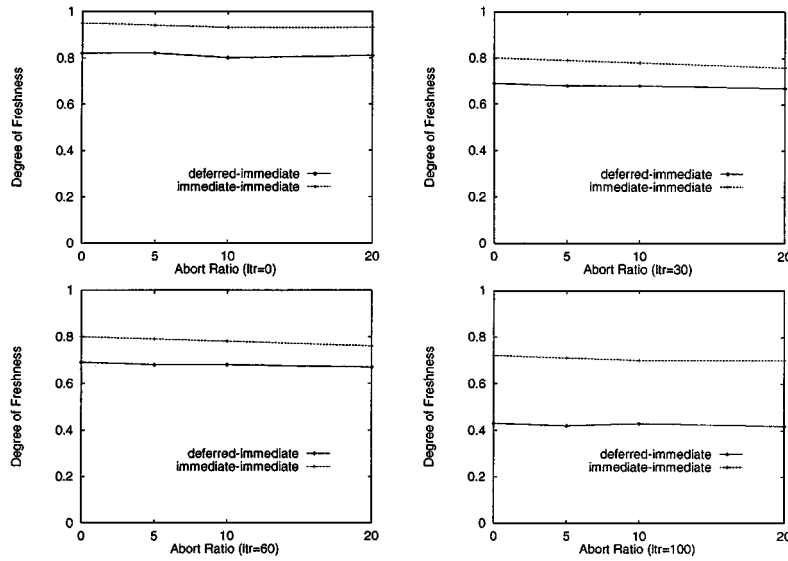 1
0.8
0.6
0.4
0.2
0
Degree of Freshness
deferred-immediate
immediate-immediate
0 5 10 20
Abort Ratio (ltr=0)
1
0.8
0.6
0.4
0.2
0
Degree of Freshness
deferred-immediate
immediate-immediate
0 5 10 20
Abort Ratio (ltr=30)
1
0.8
0.6
0.4
0.2
0
Degree of Freshness
deferred-immediate
immediate-immediate
0 5 10 20
Abort Ratio (ltr=60)
1
0.8
0.6
0.4
0.2
0
Degree of Freshness
deferred-immediate
immediate-immediate
0 5 10 20
Abort Ratio (ltr=100)